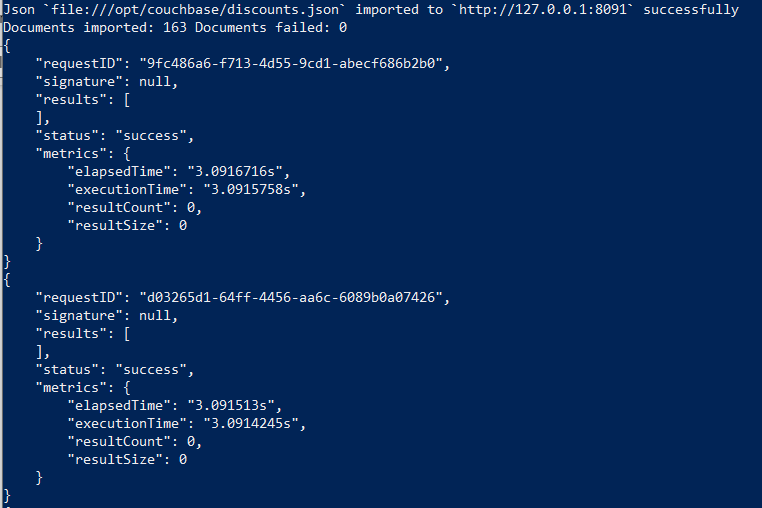 Json `file:///opt/couchbase/discounts.json` imported to `http://127.0.0.1:8091` successfully
Documents imported: 163 Documents failed: 0
{
    "requestID": "9fc486a6-f713-4d55-9cd1-abecf686b2b0",
    "signature": null,
    "results": [
    ],
    "status": "success",
    "metrics": {
        "elapsedTime": "3.0916716s",
        "executionTime": "3.0915758s",
        "resultCount": 0,
        "resultSize": 0
    }
}
{
    "requestID": "d03265d1-64ff-4456-aa6c-6089b0a07426",
    "signature": null,
    "results": [
    ],
    "status": "success",
    "metrics": {
        "elapsedTime": "3.091513s",
        "executionTime": "3.0914245s",
        "resultCount": 0,
        "resultSize": 0
    }
}